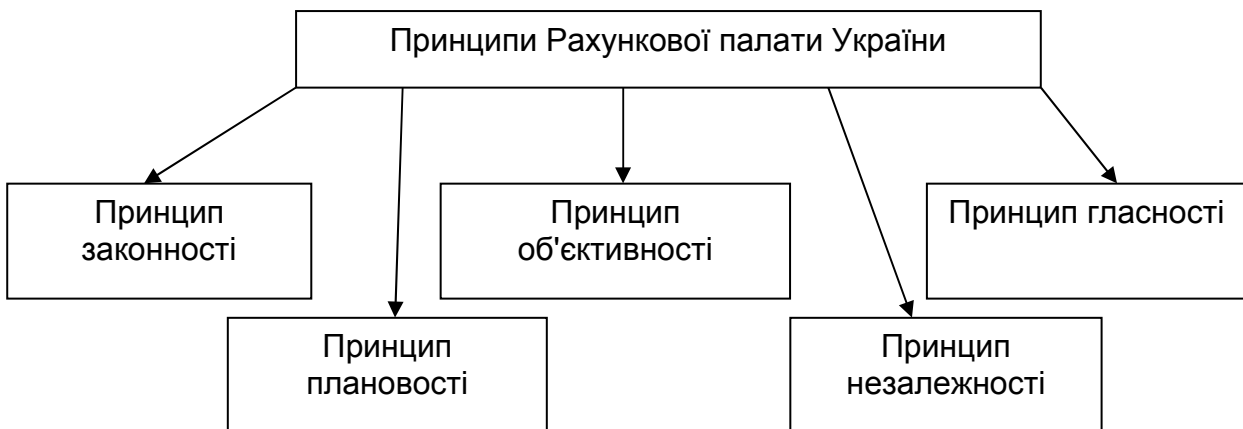 Принципи Рахункової палати України
Принцип
законності
Принцип
об'єктивності
Принцип гласності
Принцип
плановості
Принцип
незалежності